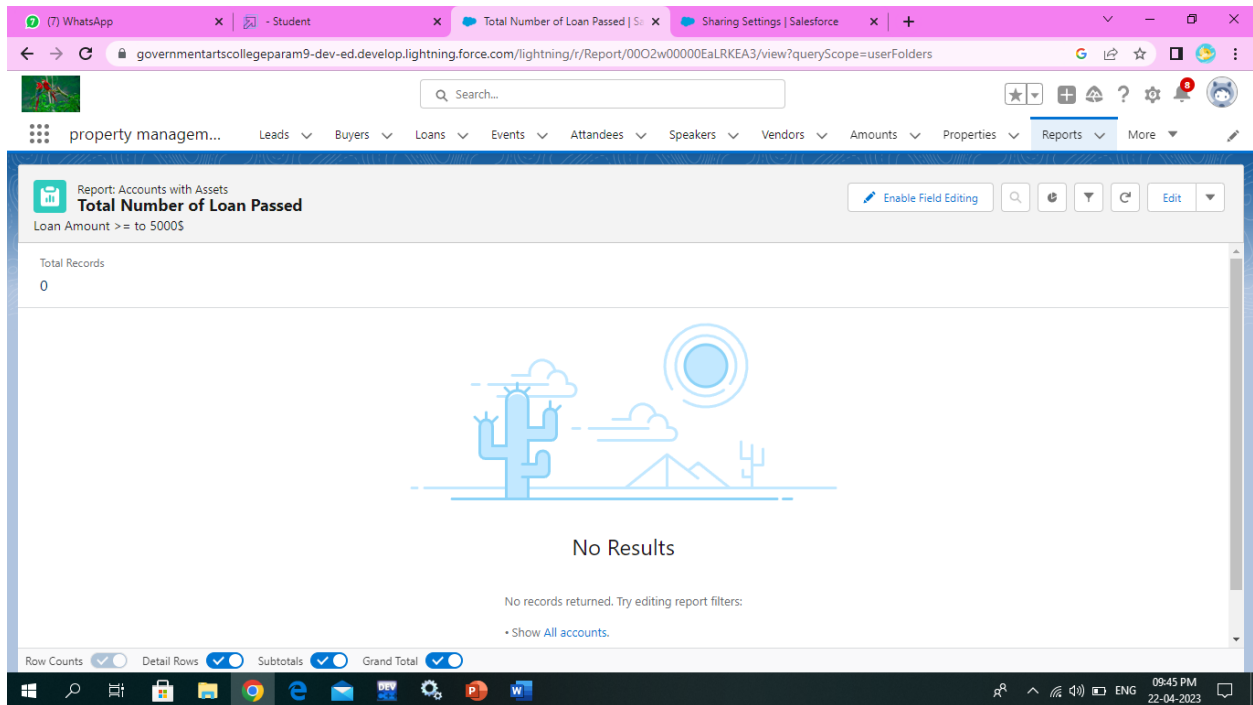 (7) WhatsApp
- Student
Total Number of Loan Passed | Sa
Sharing Settings | Salesforce
governmentartscollegeparam9-dev-ed.develop.lightning.force.com/lightning/r/Report/00O2w00000EaLRKEA3/view?queryScope=userFolders
Search...
8
property managem...
Leads
Buyers
Loans
Events
Attandees
Speakers
Vendors
Amounts
Properties
Reports
More
Report: Accounts with Assets
Total Number of Loan Passed
Loan Amount >= to 5000$
Enable Field Editing
Edit
Total Records
0
No Results
No records returned. Try editing report filters:
• Show All accounts.
Row Counts
Detail Rows
Subtotals
Grand Total
DEV
ENG
09:45 PM
22-04-2023